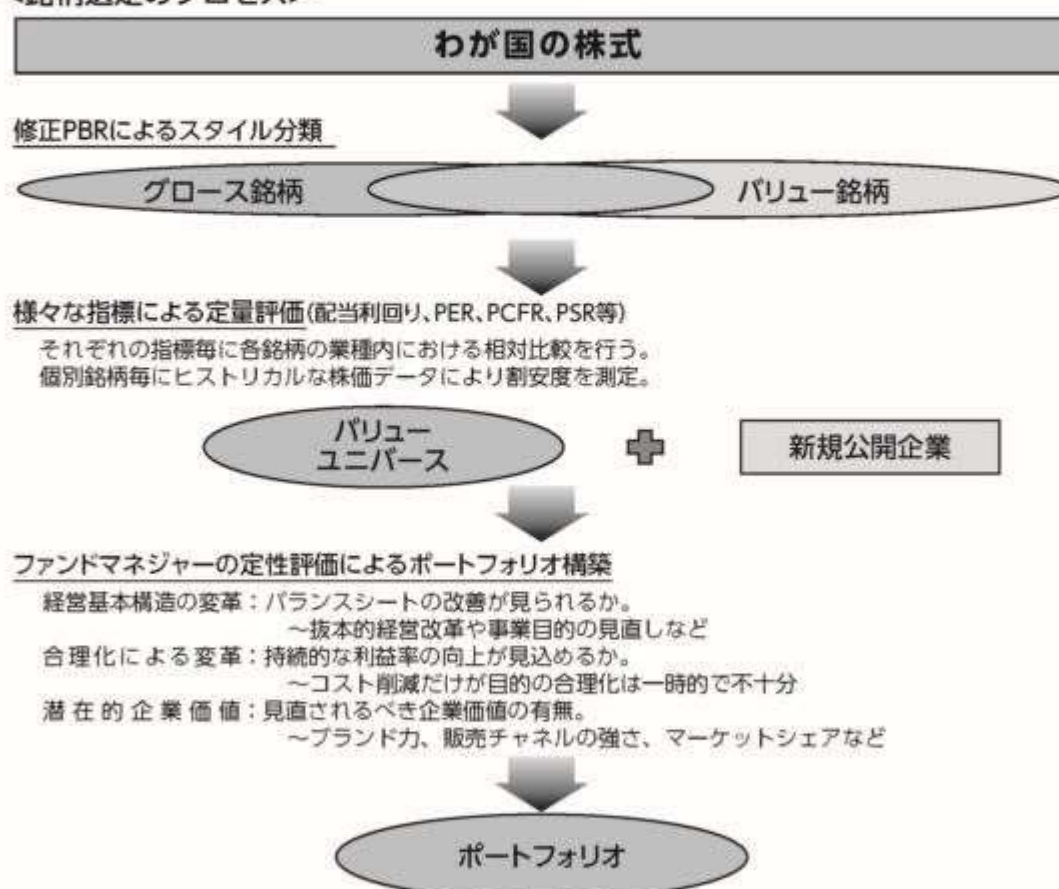 わが国の株式
修正PBRによるスタイル分類
グロース銘柄 バリュー銘柄
様々な指標による定量評価(配当利回り、PER、PCFR、PSR等)
それぞれの指標毎に各銘柄の業種内における相対比較を行う。
個別銘柄毎にヒストリカルな株価データにより割安度を測定。
バリュー
ユニバース
新規公開企業
ファンドマネジャーの定性評価によるポートフォリオ構築
経営基本構造の変革：バランスシートの改善が見られるか。
～抜本的経営改革や事業目的の見直しなど
合理化による変革：持続的な利益率の向上が見込めるか。
～コスト削減だけが目的の合理化は一時的で不十分
潜在的企業価値：見直されるべき企業価値の有無。
～ブランド力、販売チャネルの強さ、マーケットシェアなど
ポートフォリオ